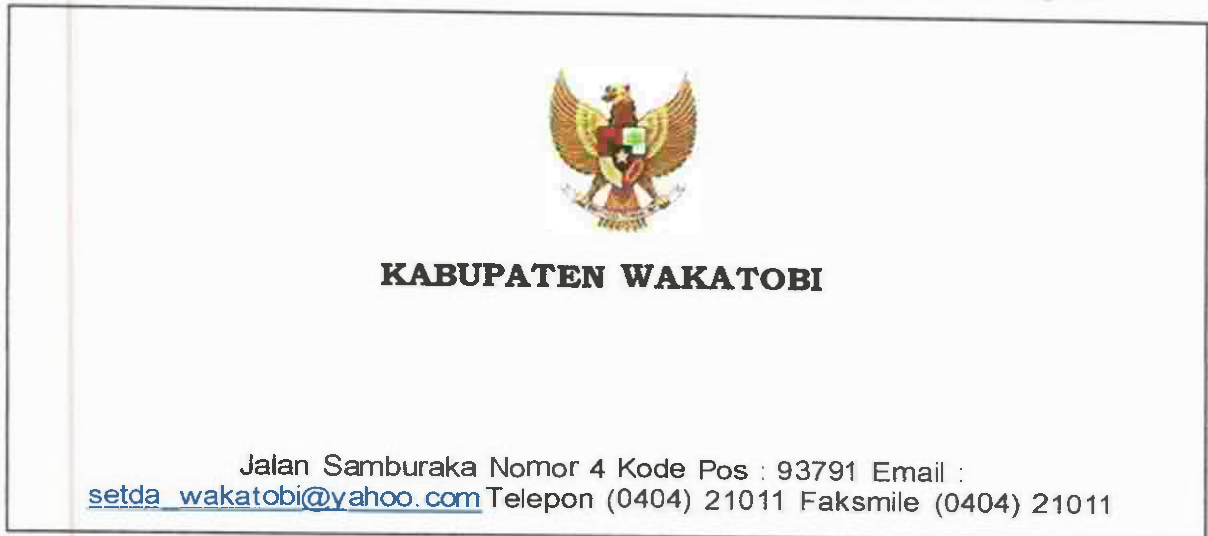 KABUPATEN WAKATOBI
Jalan Samburaka Nomor 4 Kode Pos : 93791 Email :
setda_wakatobi@yahoo.com Telepon (0404) 21011 Faksmile (0404) 21011